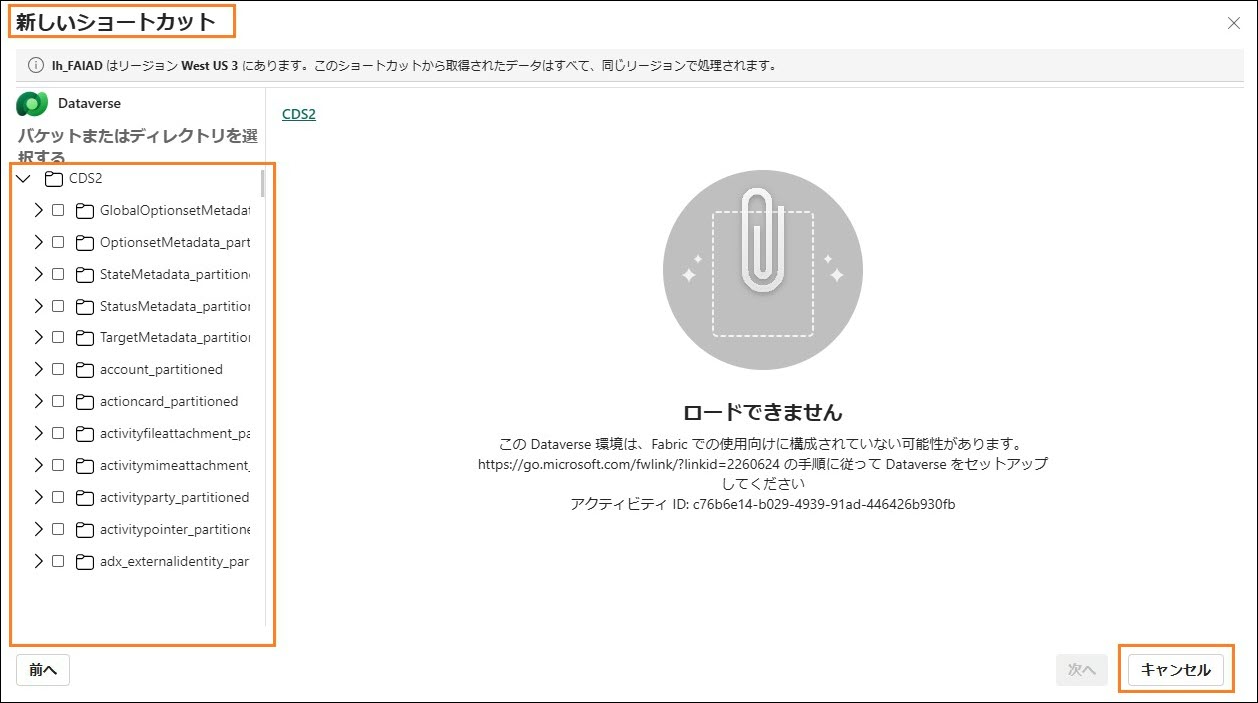 新しいショートカット
lh_FAIAD はリージョン West US 3 にあります。このショートカットから取得されたデータはすべて、同じリージョンで処理されます。
Dataverse
バケットまたはディレクトリを選
択する
CDS2
GlobalOptionsetMetadat
OptionsetMetadata_part
StateMetadata_partition
StatusMetadata_partition
TargetMetadata_partition
account_partitioned
actioncard_partitioned
activityfileattachment_pa
activitymimeattachment_
activityparty_partitioned
activitypointer_partitione
adx_externalidentity_par
CDS2
ロードできません
この Dataverse 環境は、Fabric での使用向けに構成されていない可能性があります。
https://go.microsoft.com/fwlink/?linkid=2260624 の手順に従って Dataverse をセットアップ
してください
アクティビティ ID: c76b6e14-b029-4939-91ad-446426b930fb
前へ
次へ
キャンセル